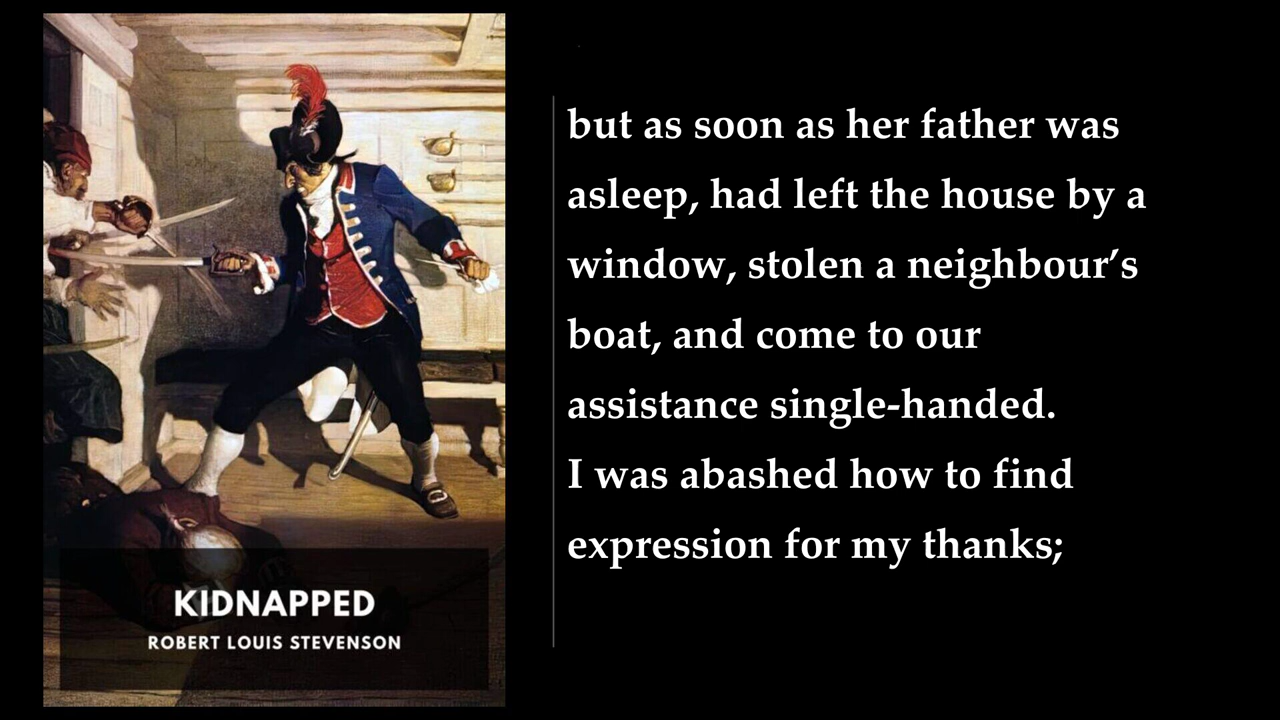 KIDNAPPED
ROBERT LOUIS STEVENSON
but as soon as her father was
asleep, had left the house by a
window, stolen a neighbour’s
boat, and come to our
assistance single-handed.
I was abashed how to find
expression for my thanks;